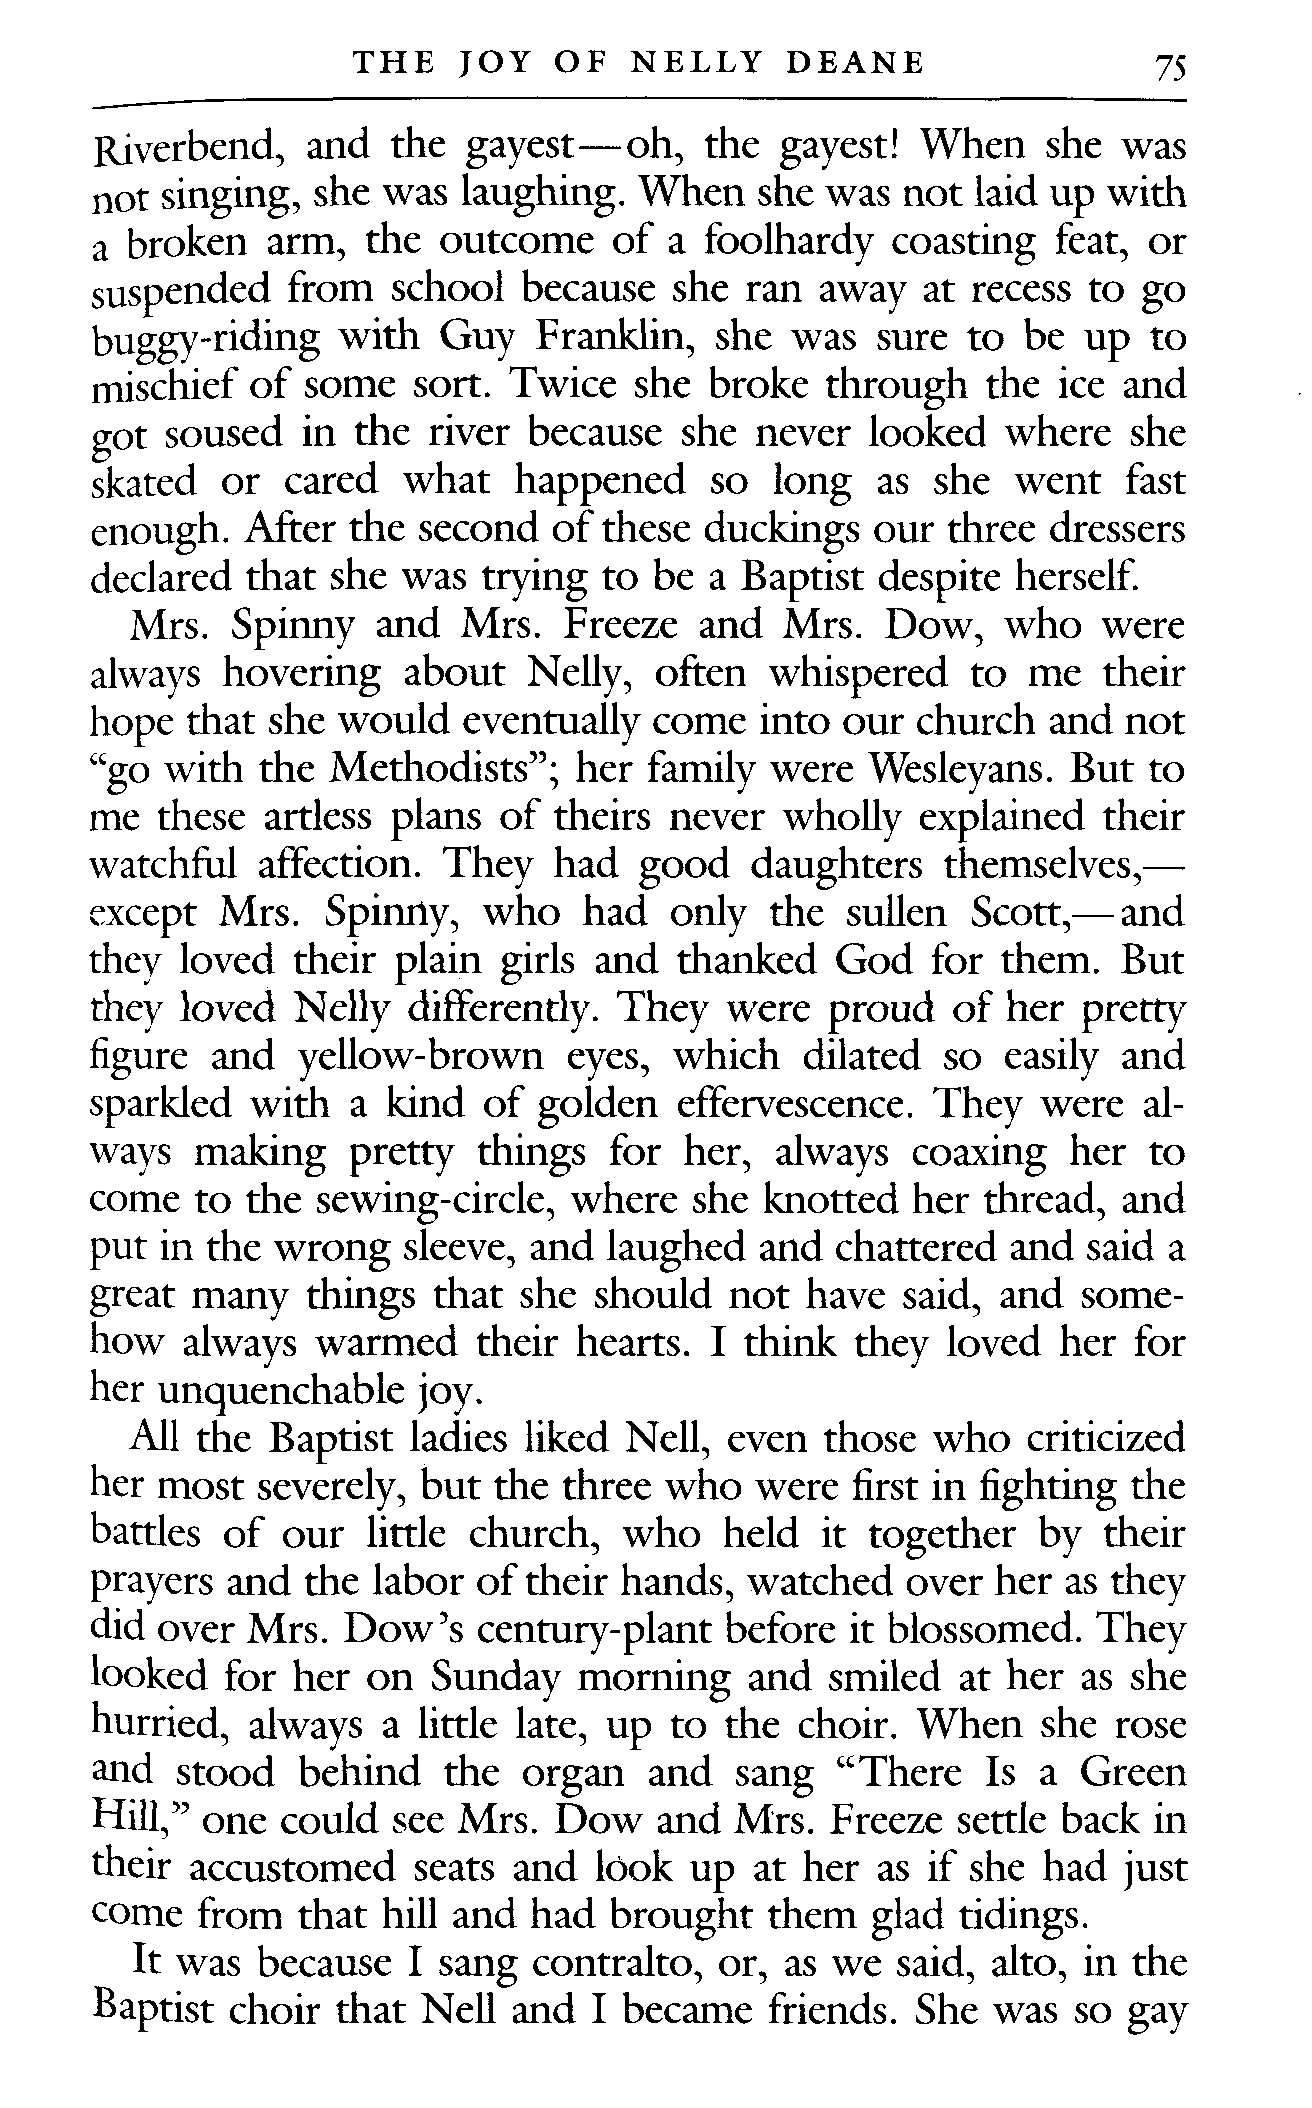 THE JOY OF NELLY DEANE 75
Riverbend, and the gayest—oh, the gayest! When she was
not singing, she was laughing. When she was not laid up with
a broken arm, the outcome of a foolhardy coasting feat, or
suspended from school because she ran away at recess to go
buggy-riding with Guy Franklin, she was sure to be up to
mischief of some sort. Twice she broke through the ice and
got soused in the river because she never looked where she
skated or cared what happened so long as she went fast
enough. After the second of these duckings our three dressers
declared that she was trying to be a Baptist despite herself.
Mrs. Spinny and Mrs. Freeze and Mrs. Dow, who were
always hovering about Nelly, often whispered to me their
hope that she would eventually come into our church and not
“go with the Methodists”; her family were Wesleyans. But to
me these artless plans of theirs never wholly explained their
watchful affection. They had good daughters themselves,—
except Mrs. Spinny, who had only the sullen Scott,—and
they loved their plain girls and thanked God for them. But
they loved Nelly differently. They were proud of her pretty
figure and yellow-brown eyes, which dilated so easily and
sparkled with a kind of golden effervescence. They were al-
ways making pretty things for her, always coaxing her to
come to the sewing-circle, where she knotted her thread, and
put in the wrong sleeve, and laughed and chattered and said a
great many things that she should not have said, and some-
how always warmed their hearts. I think they loved her for
her unquenchable joy.
All the Baptist ladies liked Nell, even those who criticized
her most severely, but the three who were first in fighting the
battles of our little church, who held it together by their
prayers and the labor of their hands, watched over her as they
did over Mrs. Dow’s century-plant before it blossomed. They
looked for her on Sunday morning and smiled at her as she
hurried, always a little late, up to the choir. When she rose
and stood behind the organ and sang “There Is a Green
Hill,” one could see Mrs. Dow and Mrs. Freeze settle back in
their accustomed seats and look up at her as if she had just
come from that hill and had brought them glad tidings.
It was because I sang contralto, or, as we said, alto, in the
Baptist choir that Nell and I became friends. She was so gay